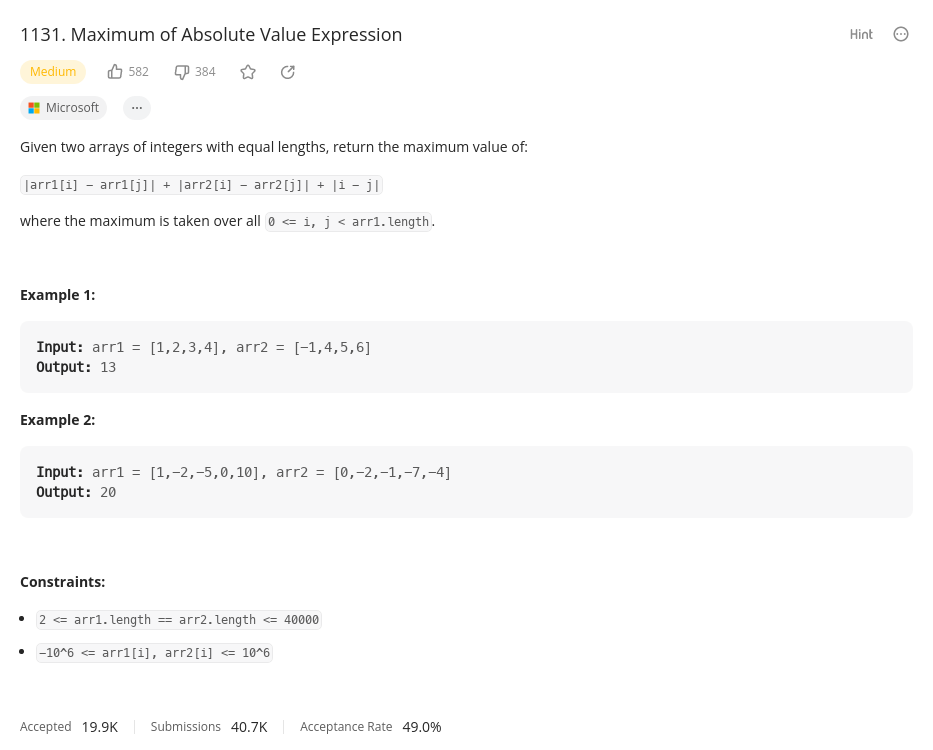 1131. Maximum of Absolute Value Expression
Hint
Medium 582 384
Microsoft ...
Given two arrays of integers with equal lengths, return the maximum value of:
|arr1[i] - arr1[j]| + |arr2[i] - arr2[j]| + |i - j|
where the maximum is taken over all 0 <= i, j < arr1.length.
Example 1:
Input: arr1 = [1,2,3,4], arr2 = [-1,4,5,6]
Output: 13
Example 2:
Input: arr1 = [1,-2,-5,0,10], arr2 = [0,-2,-1,-7,-4]
Output: 20
Constraints:
• 2 <= arr1.length == arr2.length <= 40000
• -10^6 <= arr1[i], arr2[i] <= 10^6
Accepted 19.9K Submissions 40.7K Acceptance Rate 49.0%